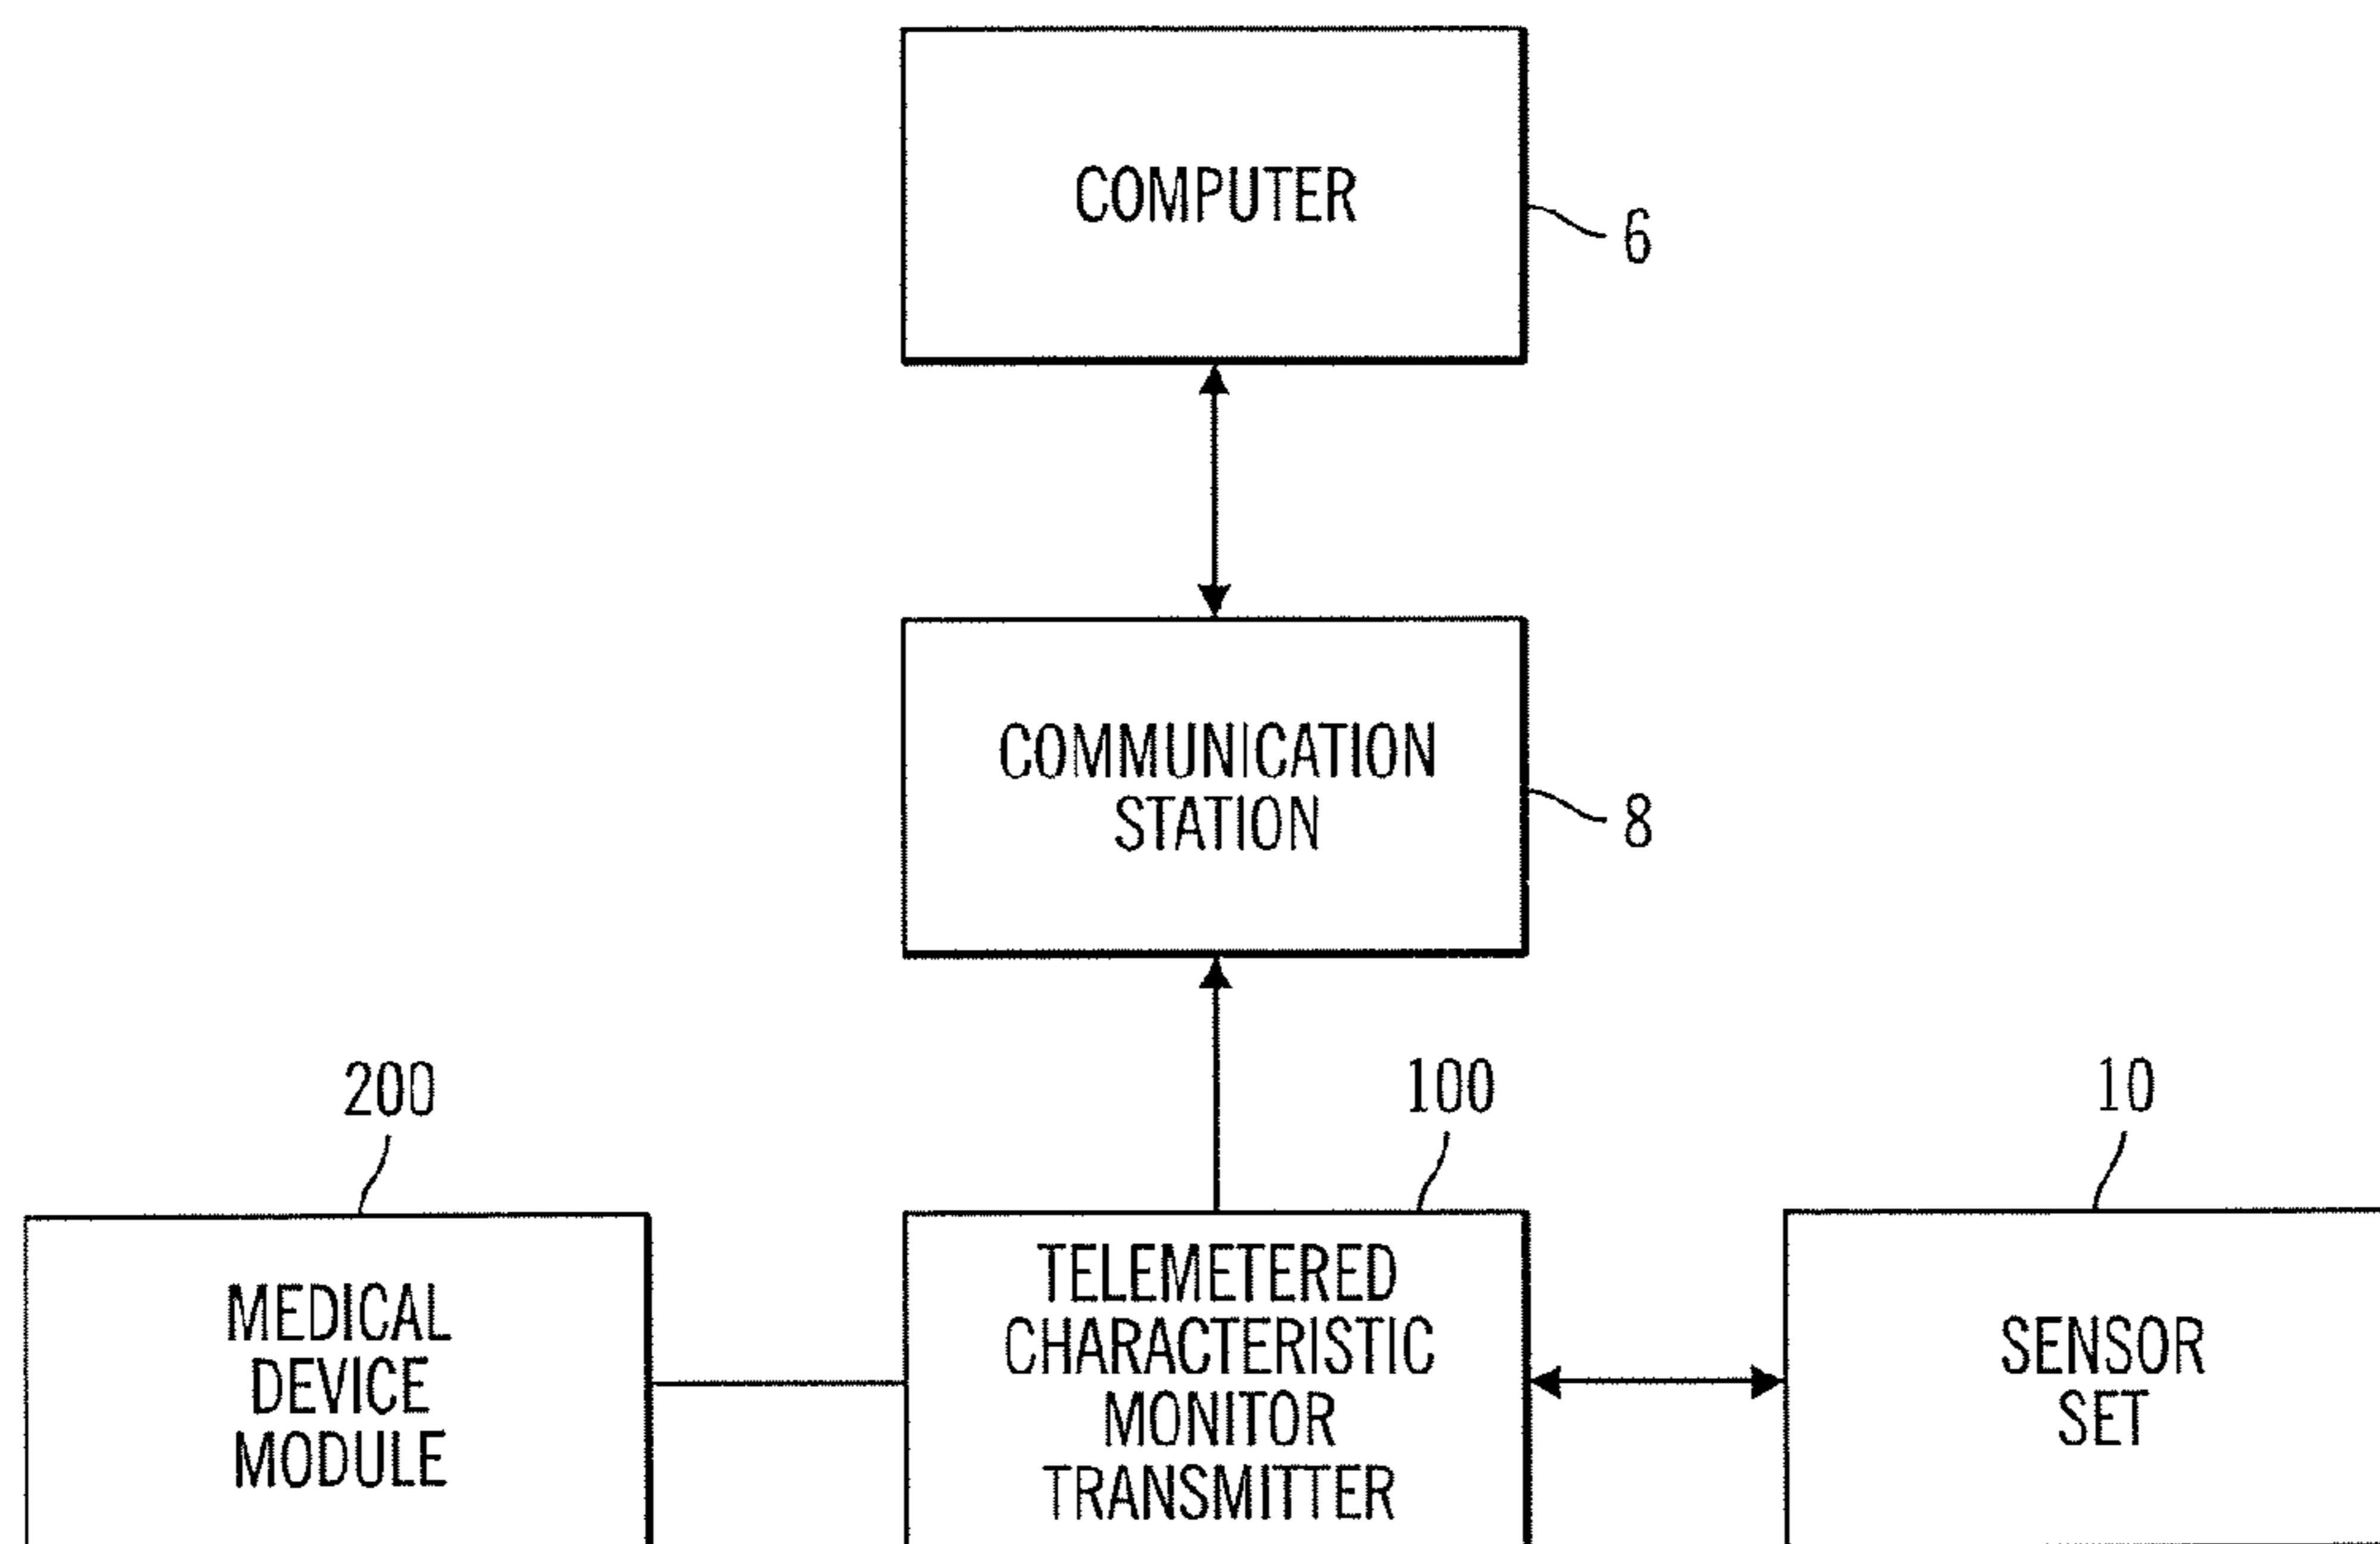 COMPUTER
6
COMMUNICATION
STATION
8
200
100
10
MEDICAL
DEVICE
MODULE
TELEMETERED
CHARACTERISTIC
MONITOR
TRANSMITTER
SENSOR
SET